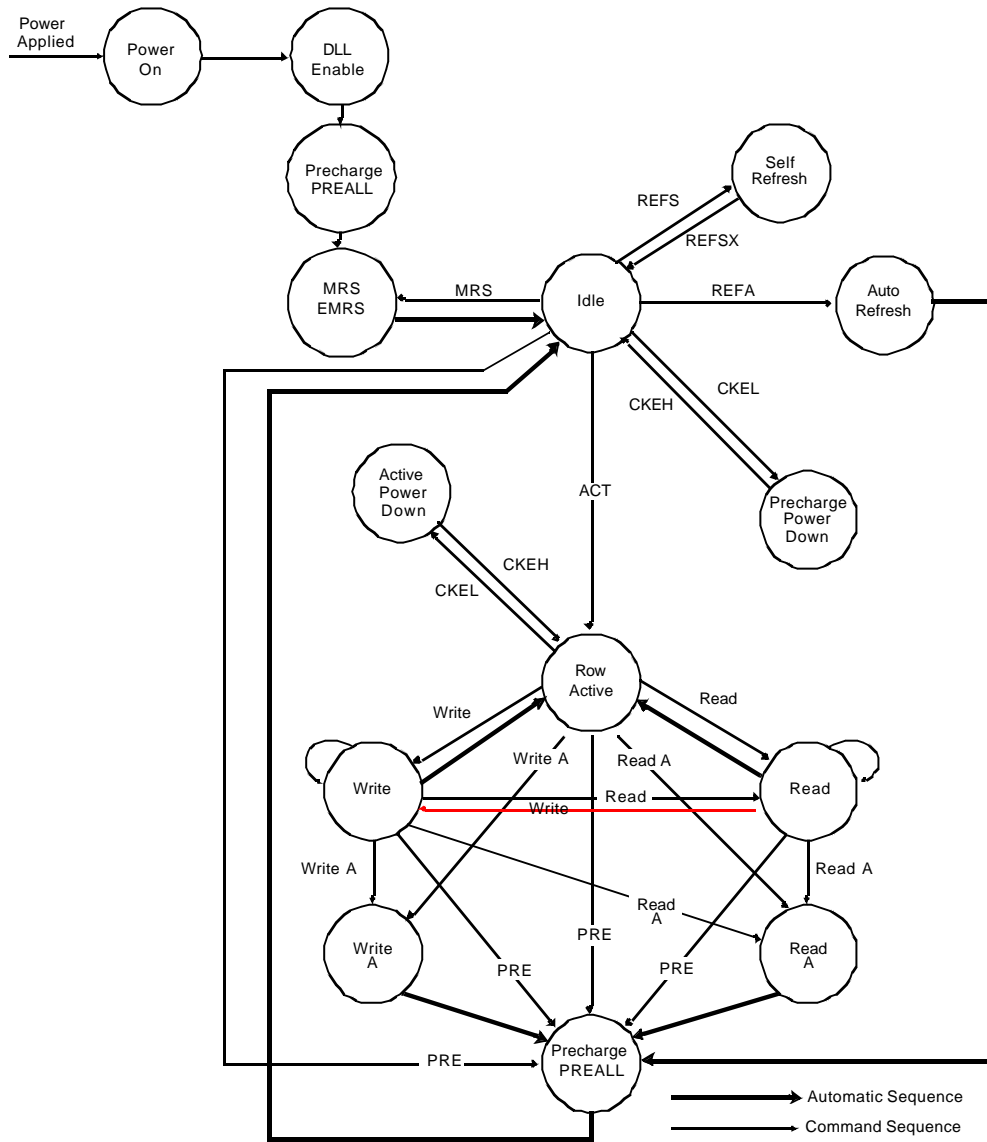 Power
Applied
Power
On
DLL
Enable
Precharge
PREALL
Self
Refresh
REFS
REFSX
MRS
EMRS
MRS
Idle
REFA
Auto
Refresh
CKEL
CKEH
Active
Power
Down
ACT
Precharge
Power
Down
CKEH
CKEL
Row
Active
Write
Read
Write A
Read A
Write
Read
Write
Read
Write A
Read A
Read
A
Write
A
PRE
Read
A
PRE
PRE
Precharge
PREALL
PRE
Automatic Sequence
Command Sequence